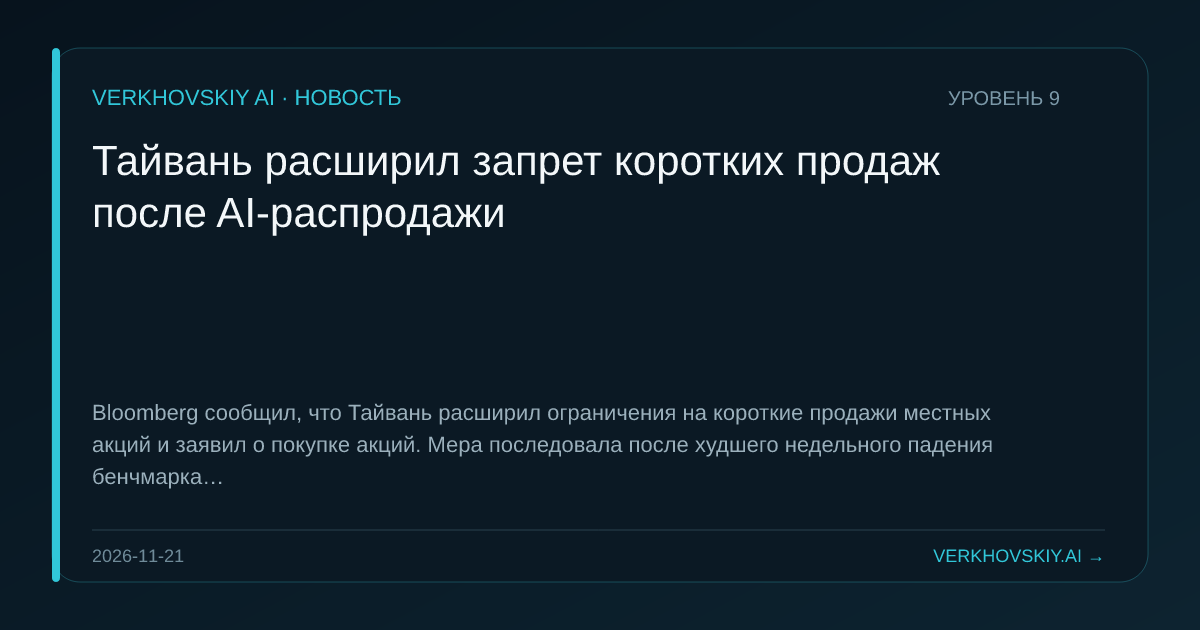 VERKHOVSKIY AI · НОВОСТЬ
УРОВЕНЬ 9
Тайвань расширил запрет коротких продаж
после AI-распродажи
Bloomberg сообщил, что Тайвань расширил ограничения на короткие продажи местных
акций и заявил о покупке акций. Мера последовала после худшего недельного падения
бенчмарка…
2026-11-21
VERKHOVSKIY.AI →